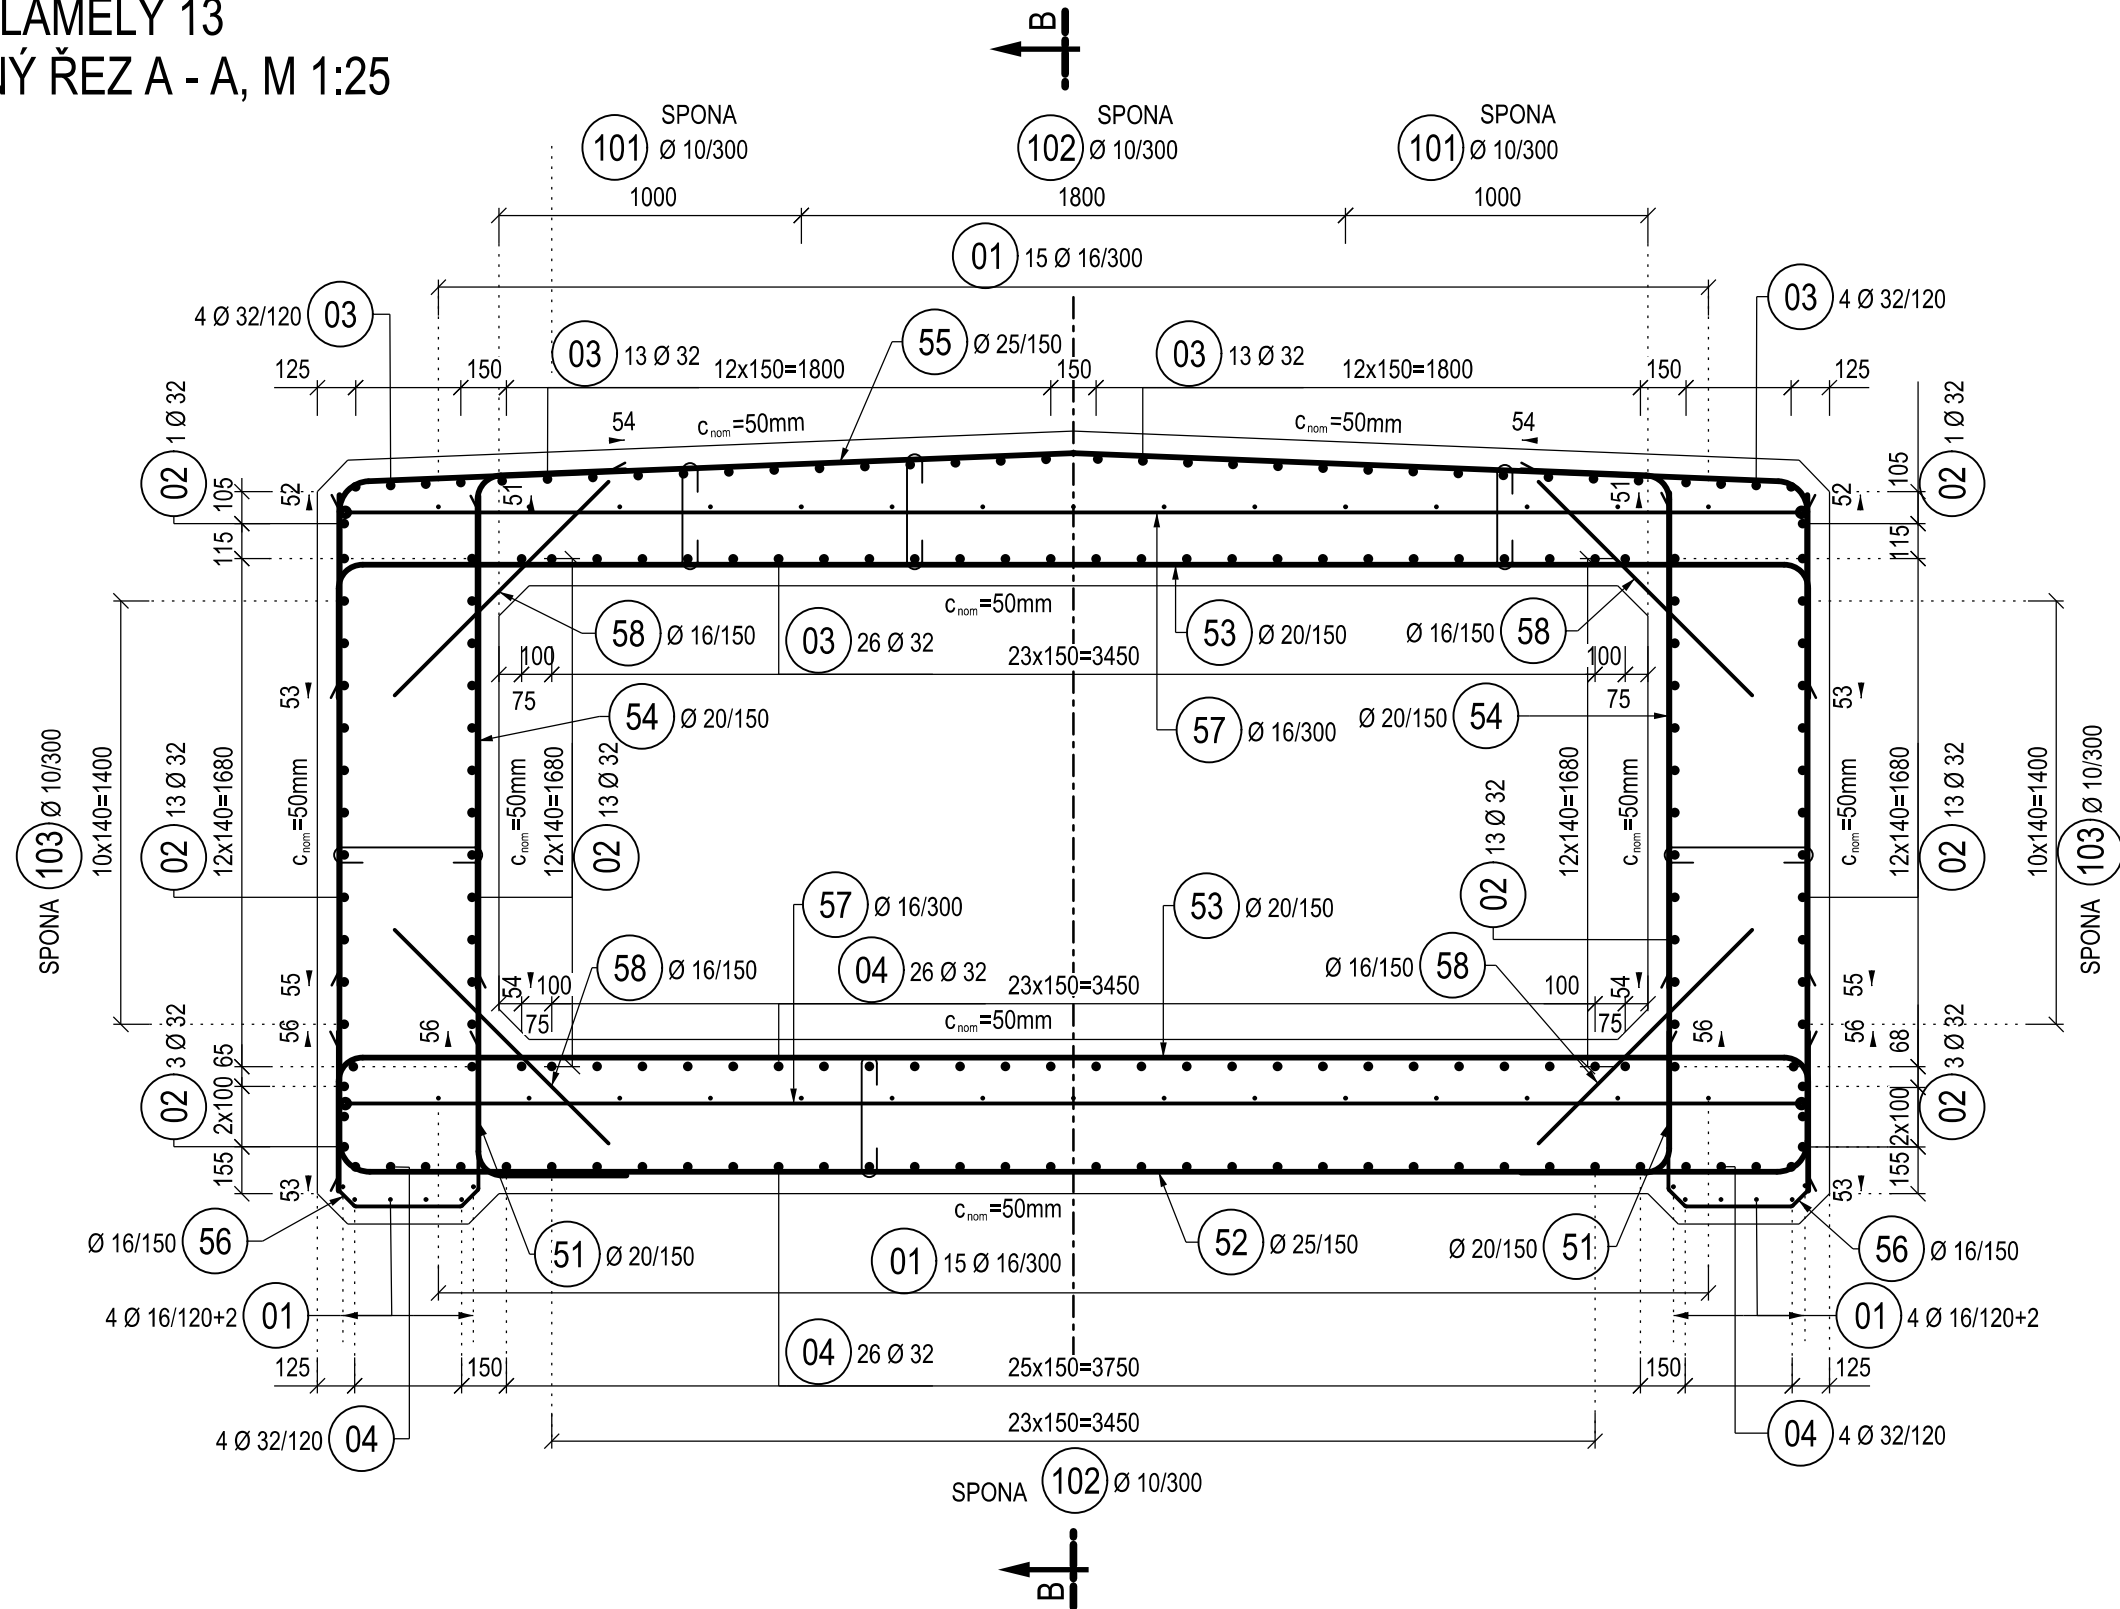 LAMELY 13
NÝ ŘEZ A - A, M 1:25
B
SPONA
101 Ø 10/300
SPONA
102 Ø 10/300
SPONA
101 Ø 10/300
1000
1800
1000
01 15 Ø 16/300
4 Ø 32/120 03
03 4 Ø 32/120
03 13 Ø 32
55 Ø 25/150
03 13 Ø 32
125
150
12x150=1800
150
12x150=1800
150
125
54
cnom=50mm
cnom=50mm
54
02 1 Ø 32
105
115
52
51
51
52
105
115
02 1 Ø 32
cnom=50mm
58 Ø 16/150
03 26 Ø 32
53 Ø 20/150
Ø 16/150 58
100
75
23x150=3450
100
75
53
53
54 Ø 20/150
57 Ø 16/300
Ø 20/150 54
SPONA 103 Ø 10/300
10x140=1400
02 13 Ø 32
12x140=1680
cnom=50mm
cnom=50mm
12x140=1680
02 13 Ø 32
02 13 Ø 32
12x140=1680
cnom=50mm
cnom=50mm
12x140=1680
02 13 Ø 32
10x140=1400
SPONA 103 Ø 10/300
57 Ø 16/300
53 Ø 20/150
58 Ø 16/150
04 26 Ø 32
Ø 16/150 58
55
54
100
75
23x150=3450
100
75
54
55
cnom=50mm
56
56
56
56
02 3 Ø 32
65
2x100
155
53
68
2x100
155
53
02 3 Ø 32
cnom=50mm
Ø 16/150 56
51 Ø 20/150
01 15 Ø 16/300
52 Ø 25/150
Ø 20/150 51
56 Ø 16/150
4 Ø 16/120+2 01
01 4 Ø 16/120+2
04 26 Ø 32
125
150
25x150=3750
150
125
4 Ø 32/120 04
23x150=3450
04 4 Ø 32/120
SPONA 102 Ø 10/300
B